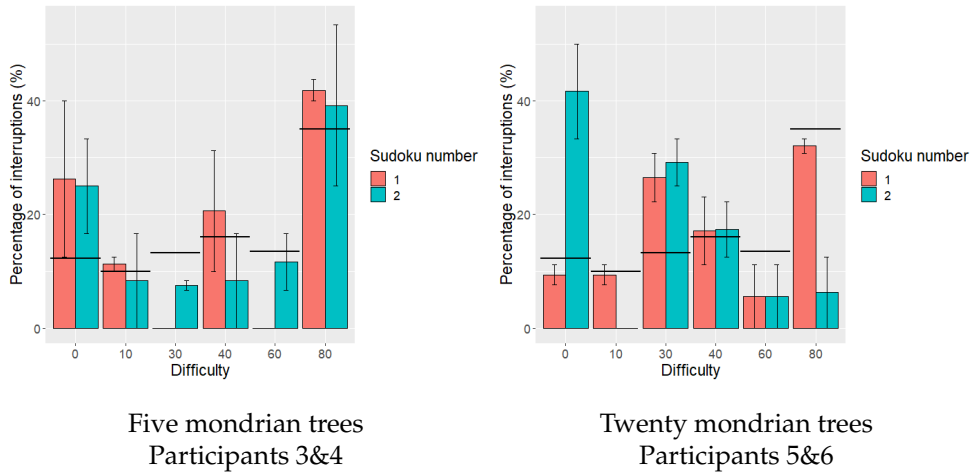 Percentage of interruptions (%)
40
20
0
0 10 30 40 60 80
Difficulty
Sudoku number
1
2
Five mondrian trees
Participants 3&4
Percentage of interruptions (%)
40
20
0
0 10 30 40 60 80
Difficulty
Sudoku number
1
2
Twenty mondrian trees
Participants 5&6